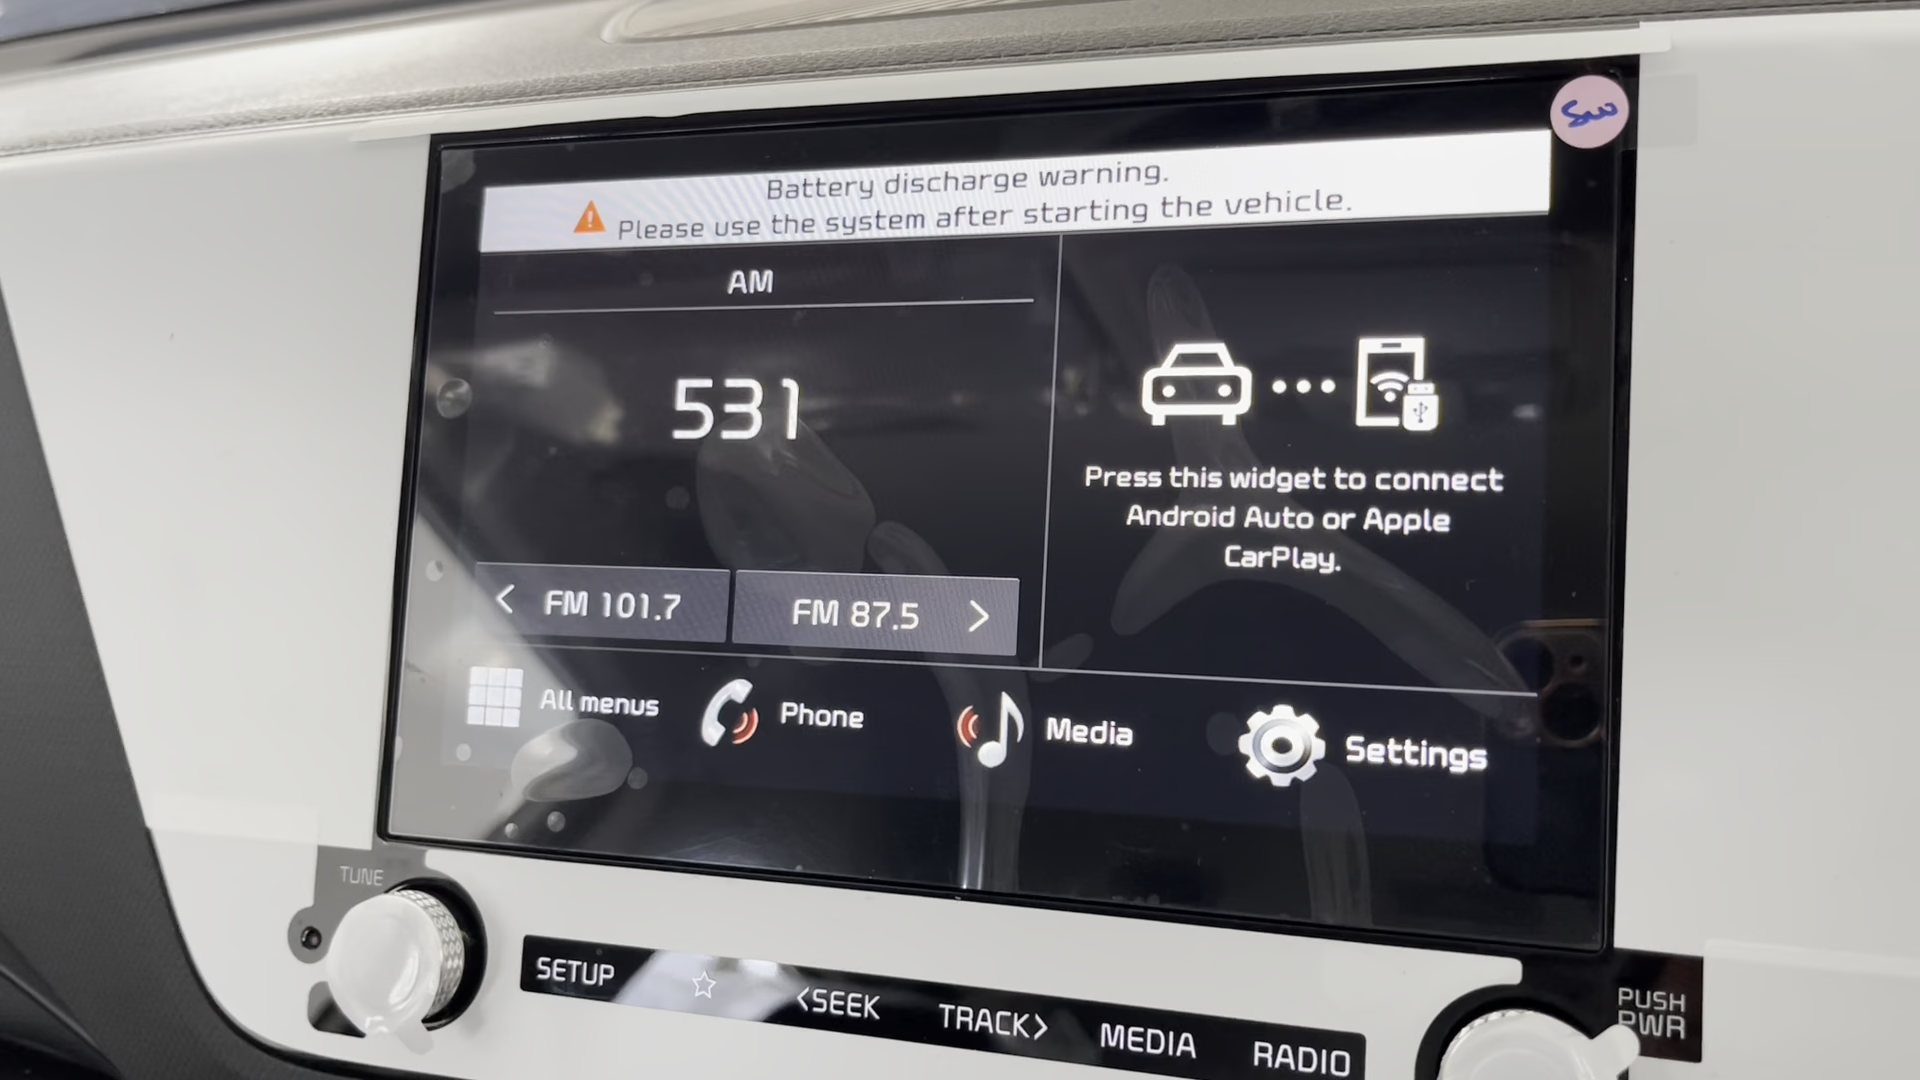 Battery discharge warning.
Please use the system after starting the vehicle.
AM
531
Press this widget to connect
Android Auto or Apple
CarPlay.
< FM 101.7
FM 87.5 >
All menus
Phone
Media
Settings
TUNE
SETUP
<SEEK
TRACK>
MEDIA
RADIO
PUSH
PWR